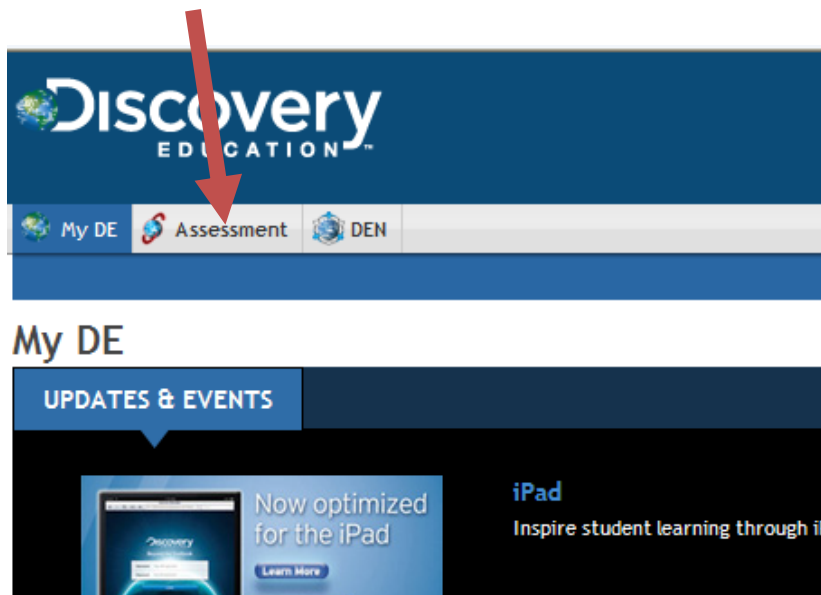 Discovery
EDUCATION™
My DE
Assessment
DEN
My DE
UPDATES & EVENTS
Now optimized
for the iPad
Learn More
Discovery
iPad
Inspire student learning through